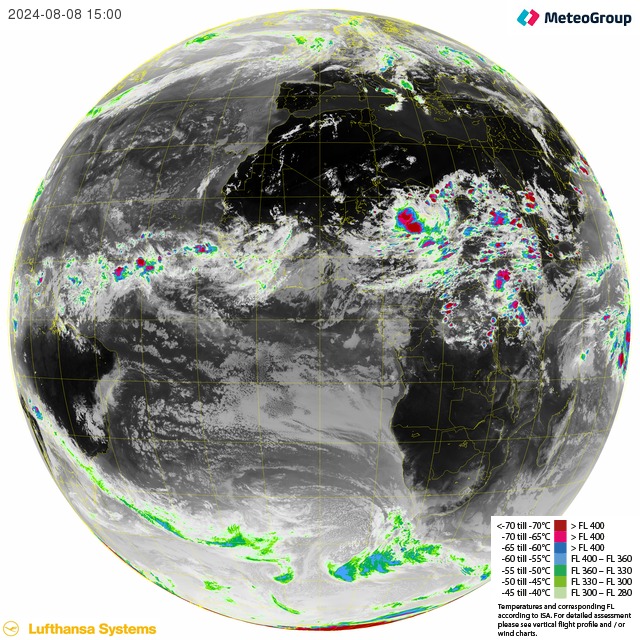 2024-08-08 15:00
MeteoGroup
<-70 till -70°C > FL 400
-70 till -65°C > FL 400
-65 till -60°C > FL 400
-60 till -55°C FL 400 – FL 360
-55 till -50°C FL 360 – FL 330
-50 till -45°C FL 330 – FL 300
-45 till -40°C FL 300 – FL 280
Temperatures and corresponding FL
according to ISA. For detailed assessment
please see vertical flight profile and / or
wind charts.
Lufthansa Systems